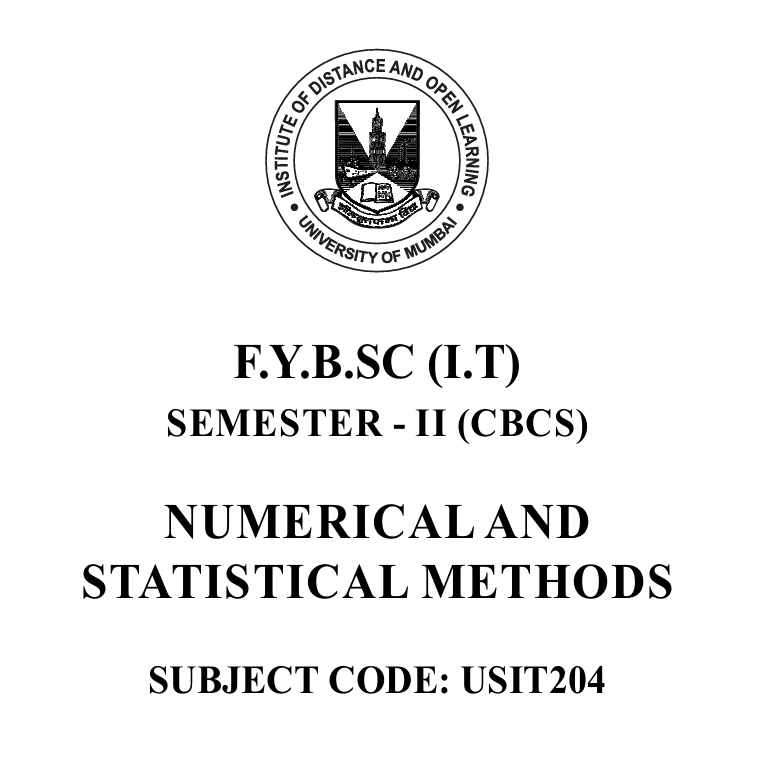 INSTITUTE OF DISTANCE AND OPEN LEARNING
UNIVERSITY OF MUMBAI
F.Y.B.SC (I.T)
SEMESTER - II (CBCS)
NUMERICAL AND
STATISTICAL METHODS
SUBJECT CODE: USIT204